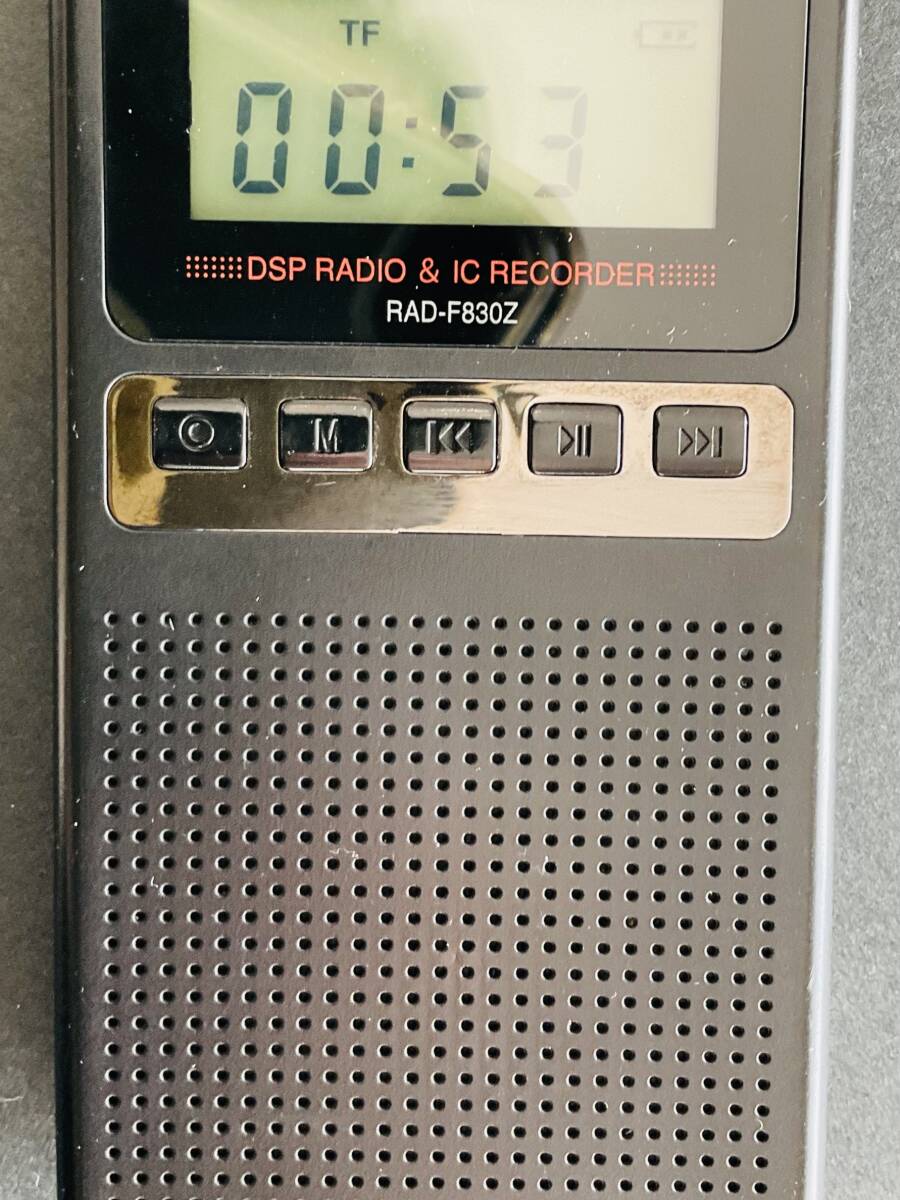 TF
00:53
DSP RADIO & IC RECORDER
RAD-F830Z
M